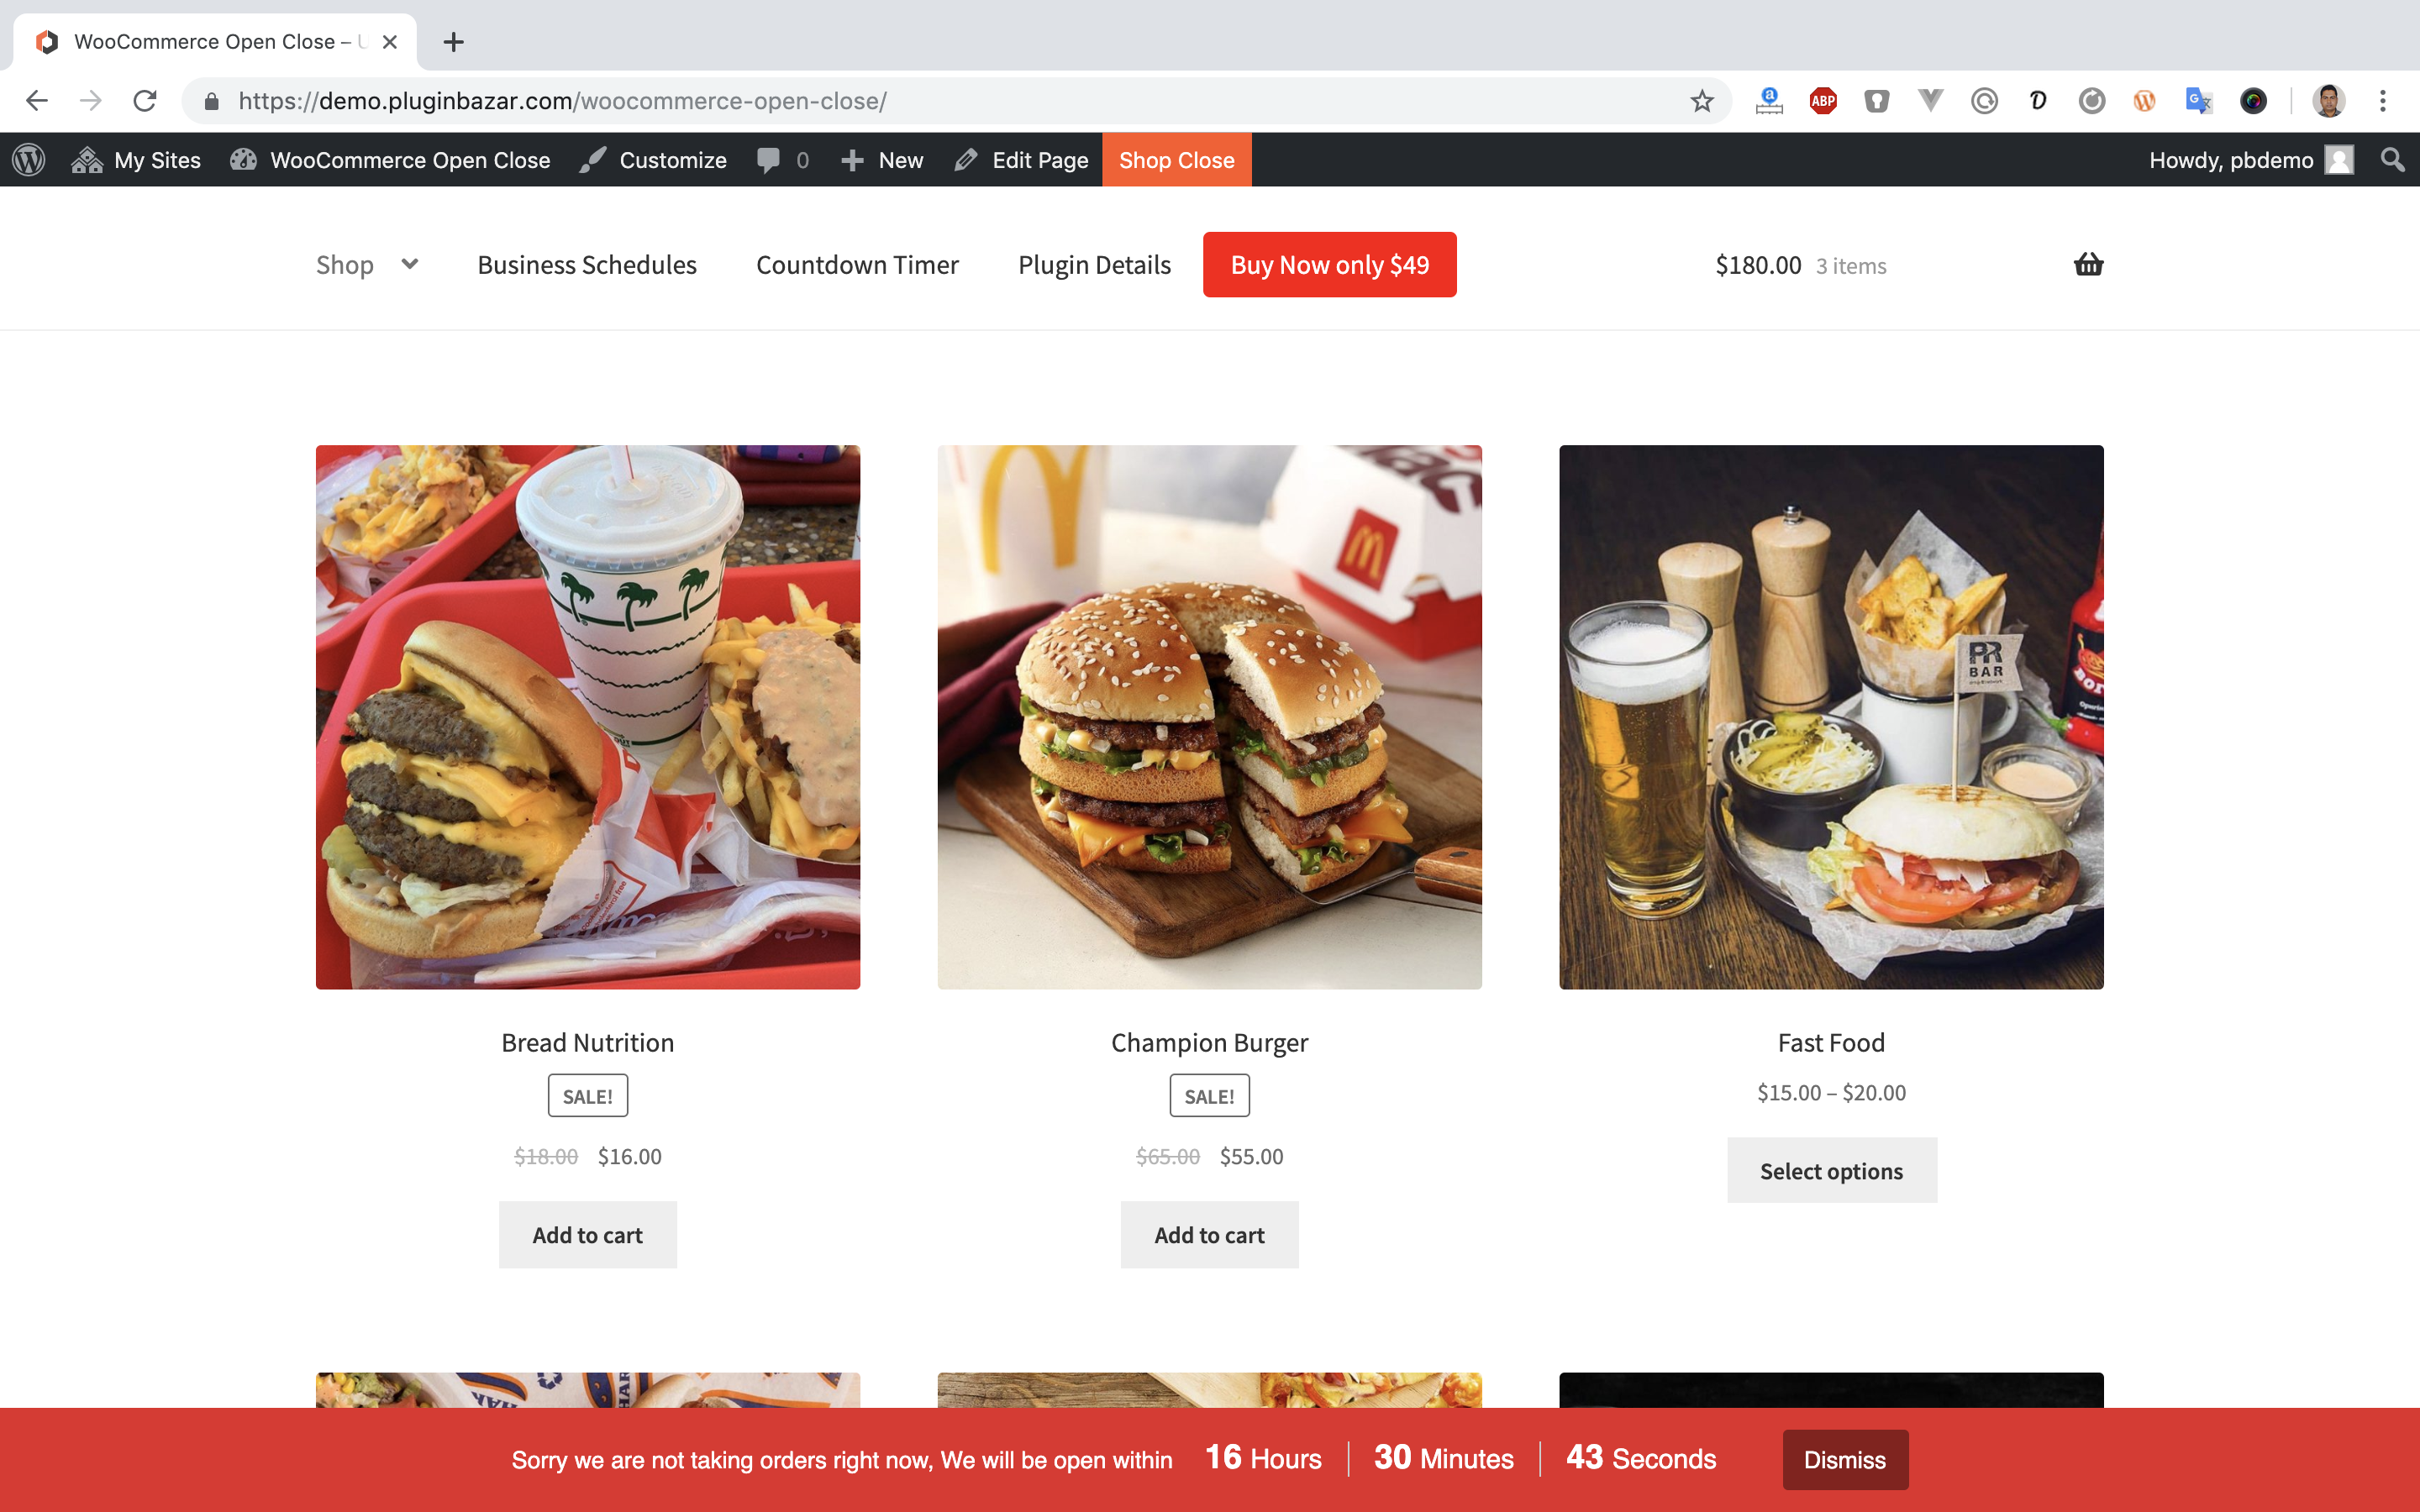 WooCommerce Open Close – U
https://demo.pluginbazar.com/woocommerce-open-close/
ABP
My Sites
WooCommerce Open Close
Customize
0
New
Edit Page
Shop Close
Howdy, pbdemo
Shop
Business Schedules
Countdown Timer
Plugin Details
Buy Now only $49
$180.00 3 items
PR
BAR
Bread Nutrition
Champion Burger
Fast Food
SALE!
SALE!
$15.00 – $20.00
$18.00 $16.00
$65.00 $55.00
Select options
Add to cart
Add to cart
Sorry we are not taking orders right now, We will be open within 16 Hours 30 Minutes 43 Seconds
Dismiss